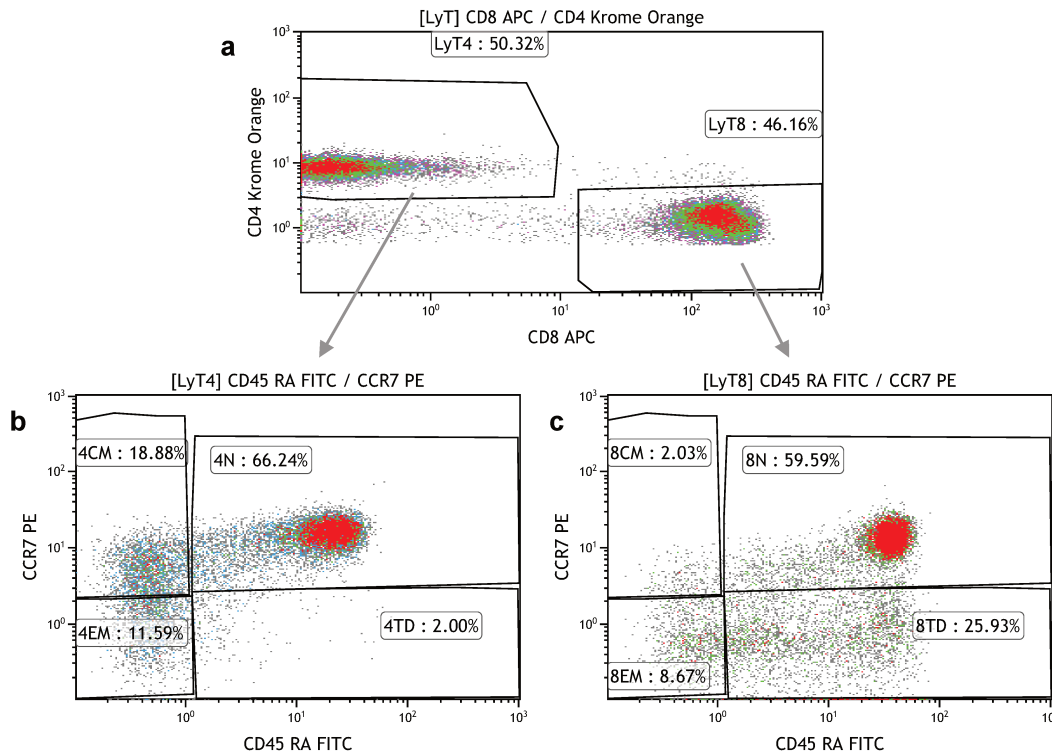 [LyT] CD8 APC / CD4 Krome Orange
a
LyT4 : 50.32%
LyT8 : 46.16%
CD4 Krome Orange
10³
10²
10¹
10⁰
10⁰
10¹
10²
10³
CD8 APC
[LyT4] CD45 RA FITC / CCR7 PE
b
4CM : 18.88%
4N : 66.24%
4EM : 11.59%
4TD : 2.00%
CCR7 PE
10³
10²
10¹
10⁰
10⁰
10¹
10²
10³
CD45 RA FITC
[LyT8] CD45 RA FITC / CCR7 PE
c
8CM : 2.03%
8N : 59.59%
8EM : 8.67%
8TD : 25.93%
CCR7 PE
10³
10²
10¹
10⁰
10⁰
10¹
10²
10³
CD45 RA FITC